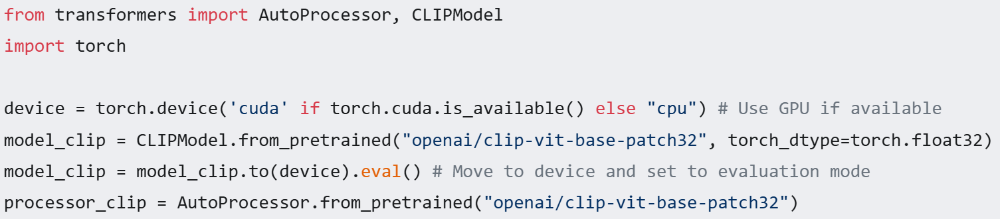 from transformers import AutoProcessor, CLIPModel
import torch
device = torch.device('cuda' if torch.cuda.is_available() else "cpu") # Use GPU if available
model_clip = CLIPModel.from_pretrained("openai/clip-vit-base-patch32", torch_dtype=torch.float32)
model_clip = model_clip.to(device).eval() # Move to device and set to evaluation mode
processor_clip = AutoProcessor.from_pretrained("openai/clip-vit-base-patch32")